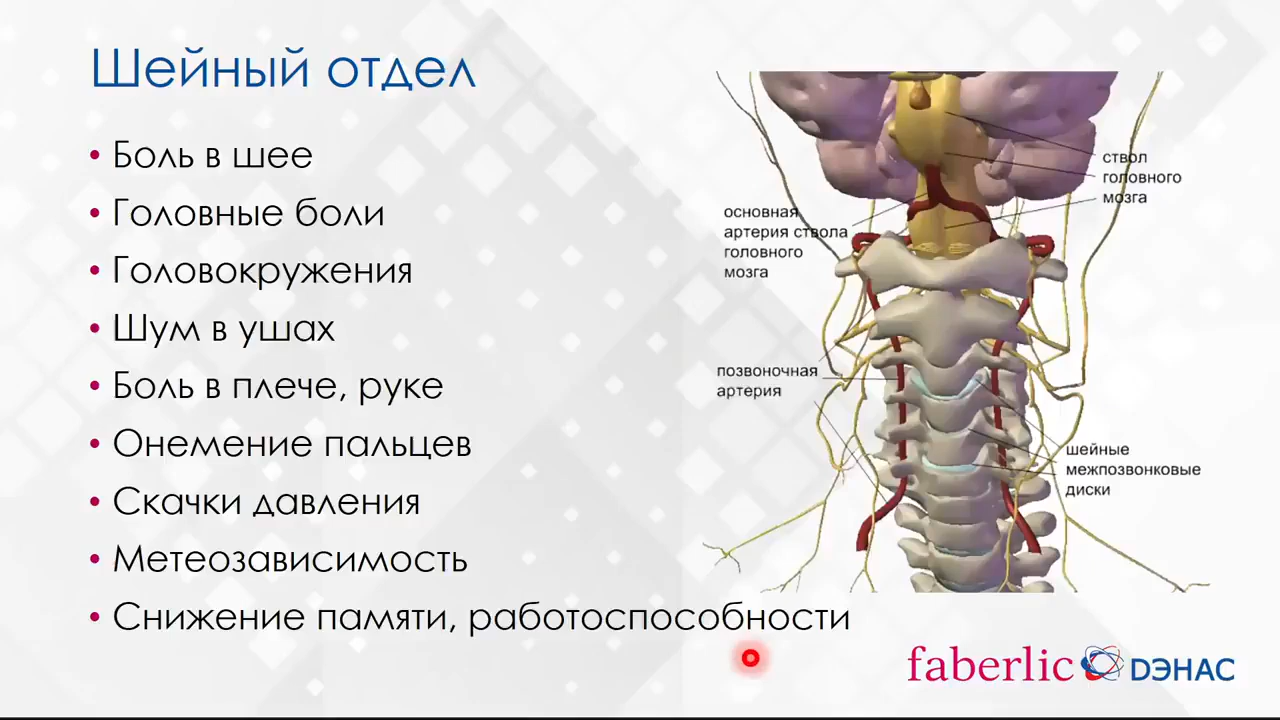 Шейный отдел
• Боль в шее
• Головные боли
• Головокружения
• Шум в ушах
• Боль в плече, руке
• Онемение пальцев
• Скачки давления
• Метеозависимость
• Снижение памяти, работоспособности
ствол
головного
мозга
основная
артерия ствола
головного
мозга
позвоночная
артерия
шейные
межпозвонковые
диски
faberlic ДЭНАС